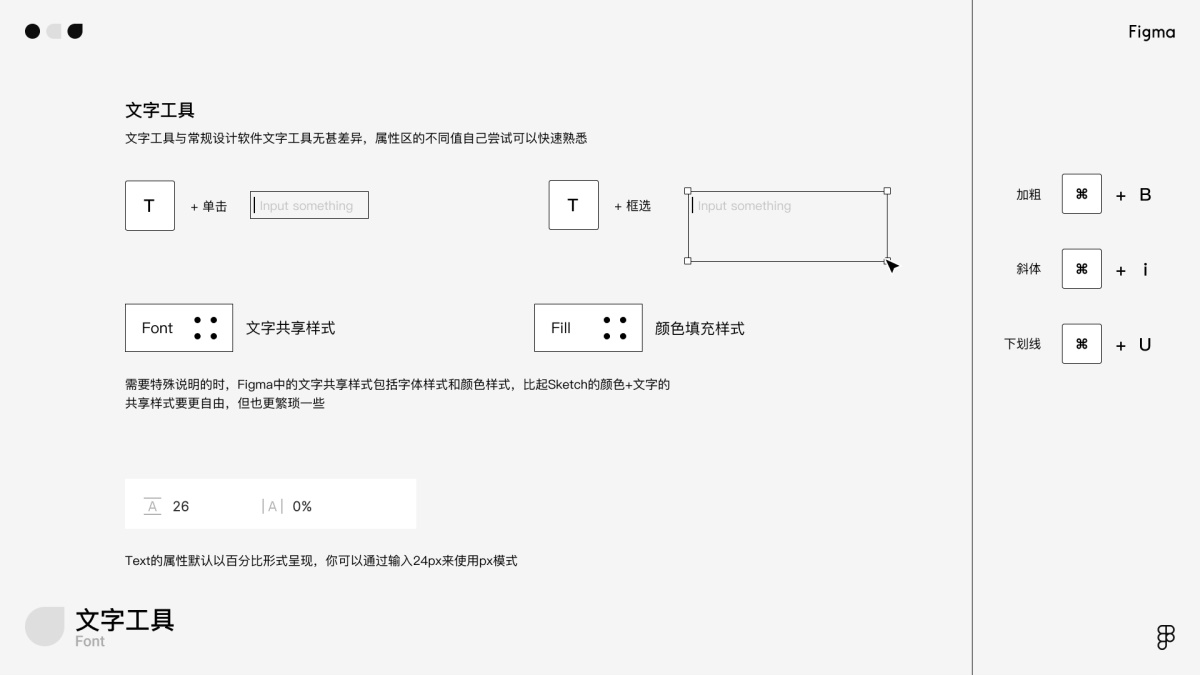 Figma
文字工具
文字工具与常规设计软件文字工具无甚差异，属性区的不同值自己尝试可以快速熟悉
T + 单击 Input something
T + 框选 Input something
Font 文字共享样式
Fill 颜色填充样式
需要特殊说明的时，Figma中的文字共享样式包括字体样式和颜色样式，比起Sketch的颜色+文字的
共享样式要更自由，但也更繁琐一些
A 26 |A| 0%
Text的属性默认以百分比形式呈现，你可以通过输入24px来使用px模式
文字工具
Font
加粗 ⌘ + B
斜体 ⌘ + i
下划线 ⌘ + U